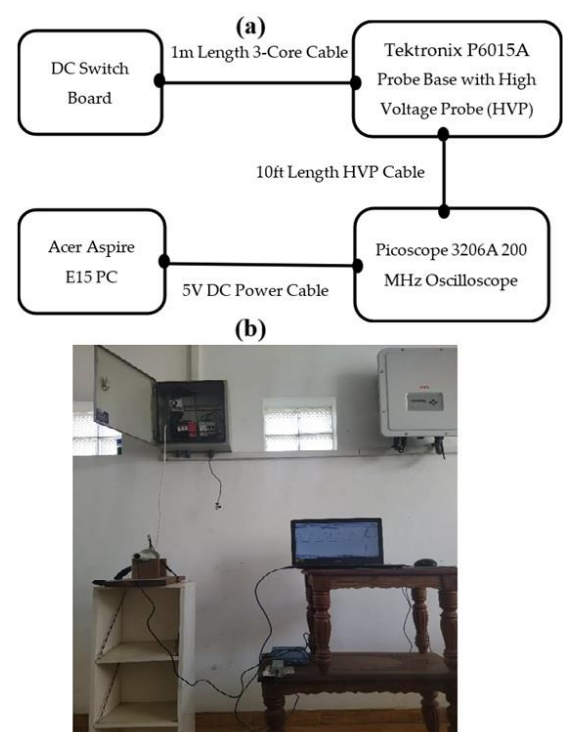 (a)
1m Length 3-Core Cable
DC Switch
Board
Tektronix P6015A
Probe Base with High
Voltage Probe (HVP)
10ft Length HVP Cable
Acer Aspire
E15 PC
5V DC Power Cable
Picoscope 3206A 200
MHz Oscilloscope
(b)